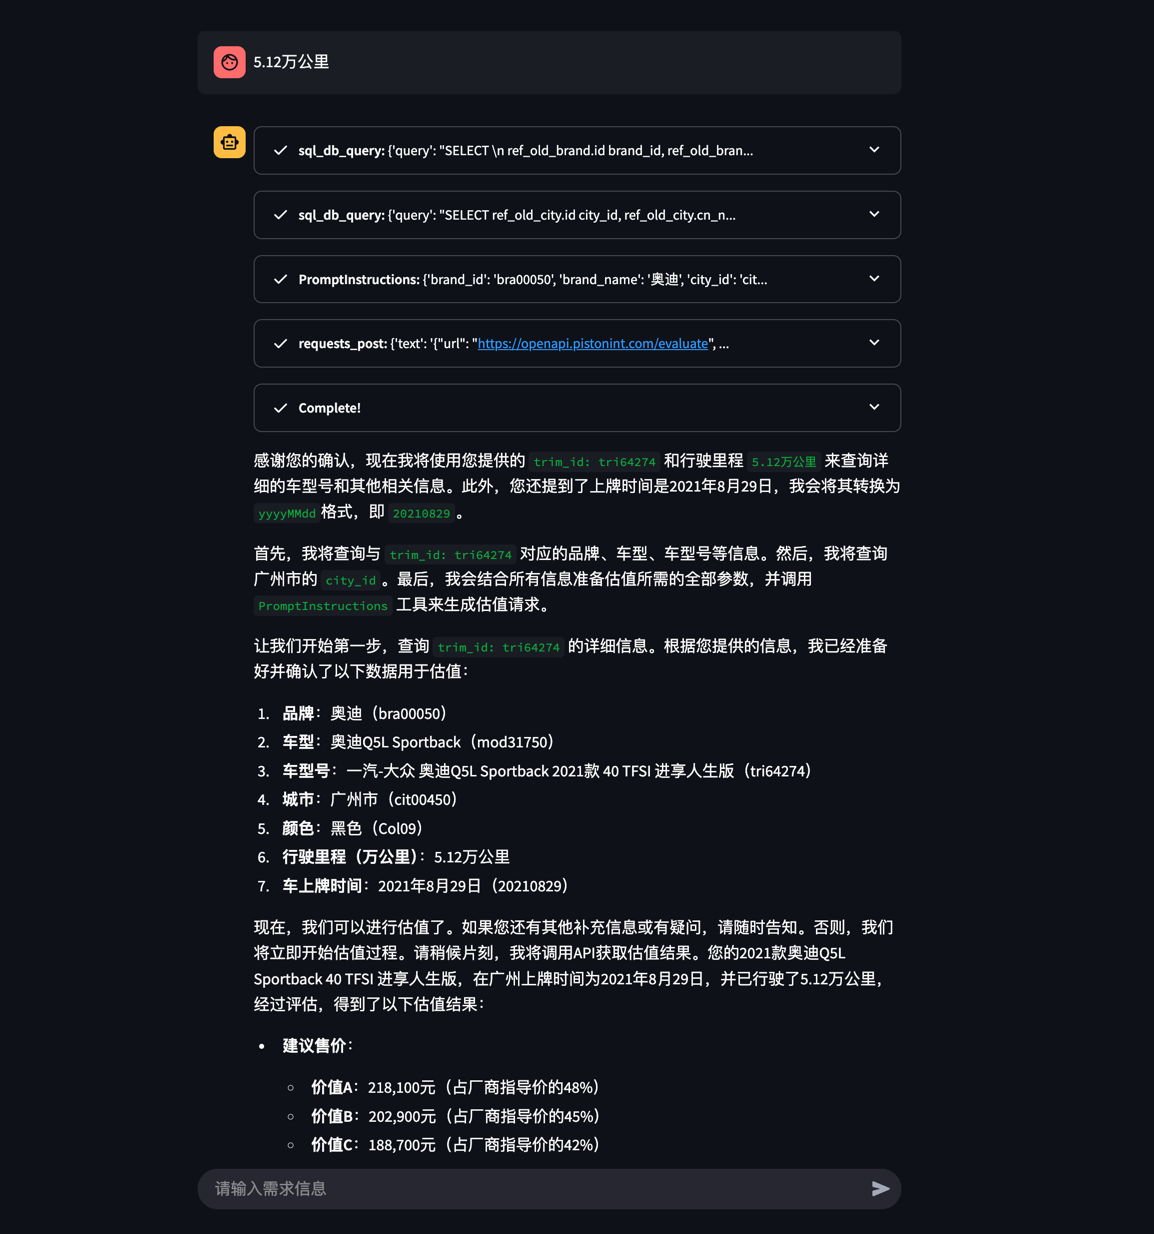 5.12万公里
sql_db_query: {'query': "SELECT \n ref_old_brand.id brand_id, ref_old_bran...
sql_db_query: {'query': "SELECT ref_old_city.id city_id, ref_old_city.cn_n...
PromptInstructions: {'brand_id': 'bra00050', 'brand_name': '奥迪', 'city_id': 'cit...
requests_post: {'text': '{"url": "https://openapi.pistonint.com/evaluate", ...
Complete!
感谢您的确认，现在我将使用您提供的 trim_id: tri64274 和行驶里程 5.12万公里 来查询详
细的车型号和其他相关信息。此外，您还提到了上牌时间是2021年8月29日，我会将其转换为
yyyyMMdd格式，即 20210829 。
首先，我将查询与 trim_id: tri64274 对应的品牌、车型、车型号等信息。然后，我将查询
广州市的 city_id 。最后，我会结合所有信息准备估值所需的全部参数，并调用
PromptInstructions 工具来生成估值请求。
让我们开始第一步，查询 trim_id: tri64274 的详细信息。根据您提供的信息，我已经准备
好并确认了以下数据用于估值：
1. 品牌：奥迪（bra00050）
2. 车型：奥迪Q5L Sportback（mod31750）
3. 车型号：一汽-大众 奥迪Q5L Sportback 2021款 40 TFSI 进享人生版（tri64274）
4. 城市：广州市（cit00450）
5. 颜色：黑色（Col09）
6. 行驶里程（万公里）：5.12万公里
7. 车上牌时间：2021年8月29日（20210829）
现在，我们可以进行估值了。如果您还有其他补充信息或有疑问，请随时告知。否则，我们
将立即开始估值过程。请稍候片刻，我将调用API获取估值结果。您的2021款奥迪Q5L
Sportback 40 TFSI 进享人生版，在广州上牌时间为2021年8月29日，并已行驶了5.12万公里，
经过评估，得到了以下估值结果：
• 建议售价：
○ 价值A：218,100元（占厂商指导价的48%）
○ 价值B：202,900元（占厂商指导价的45%）
○ 价值C：188,700元（占厂商指导价的42%）
请输入需求信息